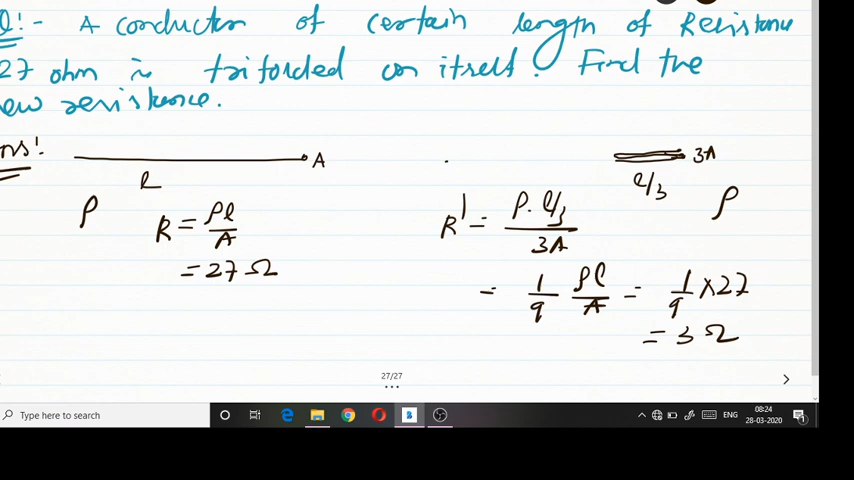 Q!- A conductor of certain length of Resistance
27 ohm is trifolded on itself. Find the
new resistance.
Ans!
A
3A
l
l/3
ρ
ρ
R = ρl/A
R' = ρ. l/3 / 3A
= 27 Ω
= 1/9 ρl/A = 1/9 × 27
= 3 Ω
27/27
Type here to search
ENG
08:24
28-03-2020